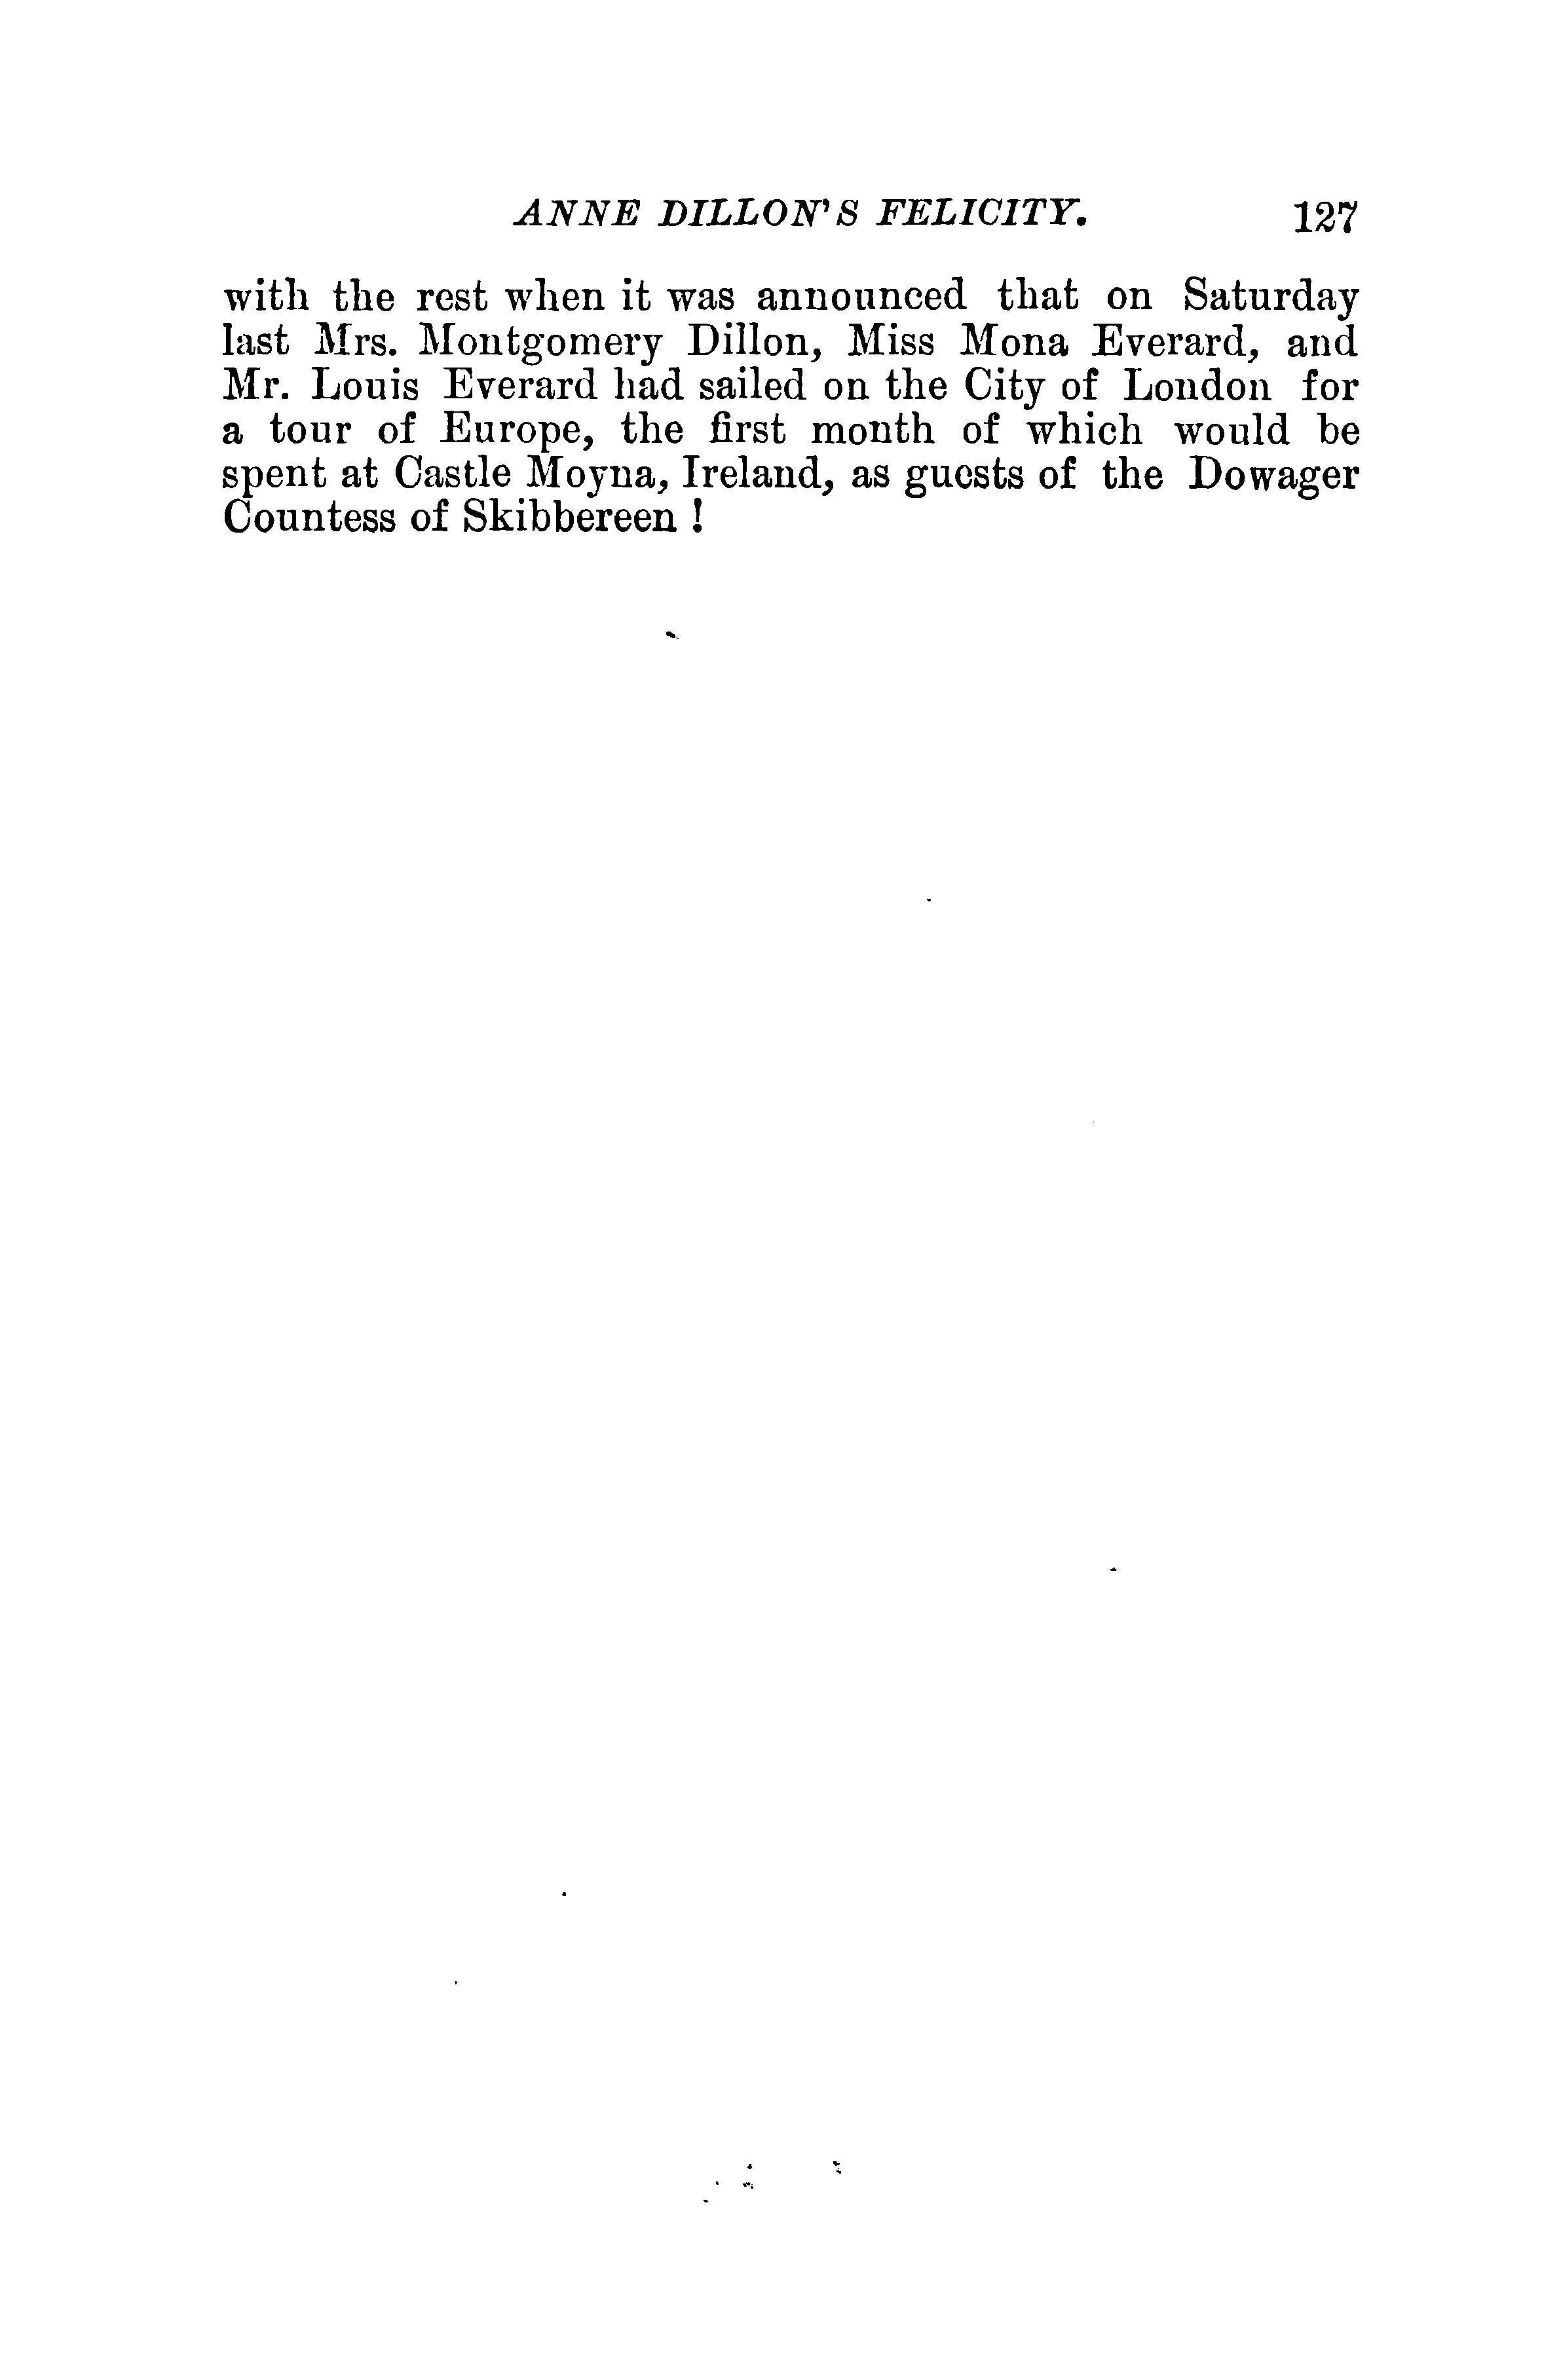 ANNE DILLON'S FELICITY. 127
with the rest when it was announced that on Saturday
last Mrs. Montgomery Dillon, Miss Mona Everard, and
Mr. Louis Everard had sailed on the City of London for
a tour of Europe, the first month of which would be
spent at Castle Moyna, Ireland, as guests of the Dowager
Countess of Skibbereen !